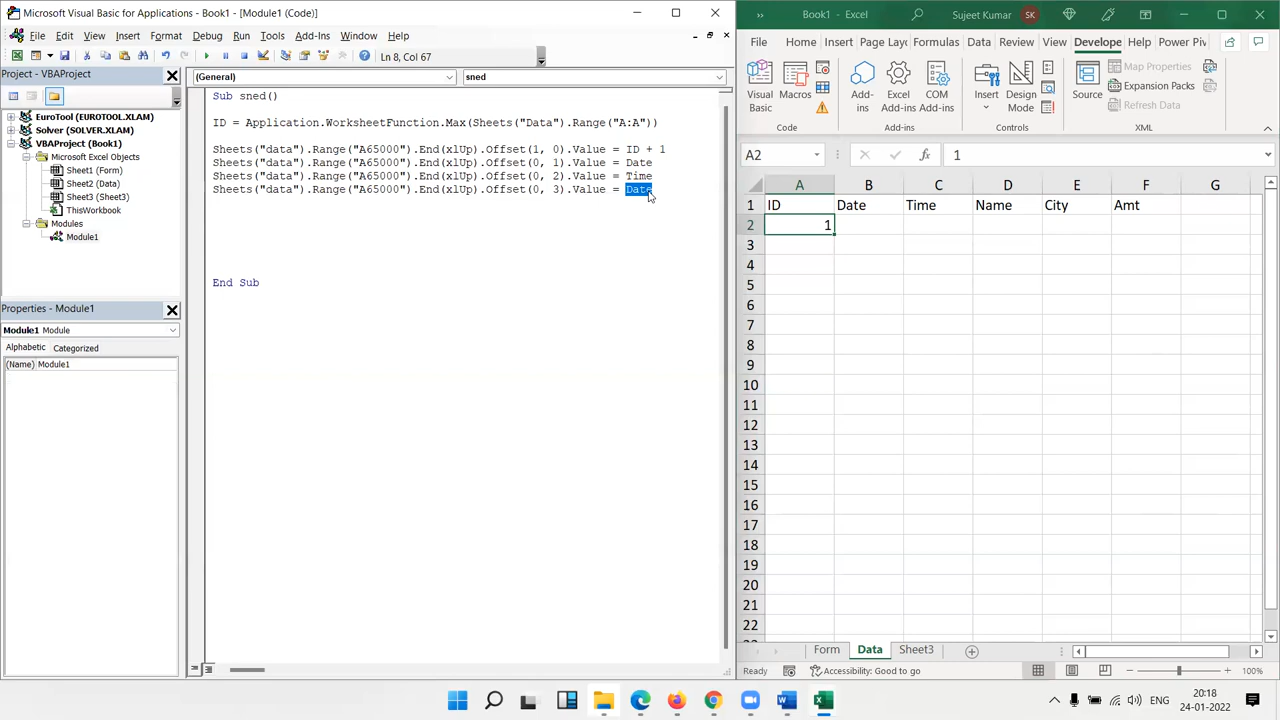 Microsoft Visual Basic for Applications - Book1 - [Module1 (Code)]
File Edit View Insert Format Debug Run Tools Add-Ins Window Help
Ln 8, Col 67
Project - VBAProject
EuroTool (EUROTOOL.XLAM)
Solver (SOLVER.XLAM)
VBAProject (Book1)
Microsoft Excel Objects
Sheet1 (Form)
Sheet2 (Data)
Sheet3 (Sheet3)
ThisWorkbook
Modules
Module1
Properties - Module1
Module1 Module
Alphabetic Categorized
(Name) Module1
(General) sned
Sub sned()
ID = Application.WorksheetFunction.Max(Sheets("Data").Range("A:A"))
Sheets("data").Range("A65000").End(xlUp).Offset(1, 0).Value = ID + 1
Sheets("data").Range("A65000").End(xlUp).Offset(0, 1).Value = Date
Sheets("data").Range("A65000").End(xlUp).Offset(0, 2).Value = Time
Sheets("data").Range("A65000").End(xlUp).Offset(0, 3).Value = Date
End Sub
Book1 - Excel Sujeet Kumar SK
File Home Insert Page Layc Formulas Data Review View Develope Help Power Piv
Visual Basic
Macros
Code
Add-ins
Excel Add-ins
COM Add-ins
Add-ins
Insert
Design Mode
Controls
Source
Map Properties
Expansion Packs
Refresh Data
XML
A2 fx 1
A B C D E F G
1 ID Date Time Name City Amt
2 1
3
4
5
6
7
8
9
10
11
12
13
14
15
16
17
18
19
20
21
22
Form Data Sheet3
Ready Accessibility: Good to go 100%
ENG 20:18
24-01-2022